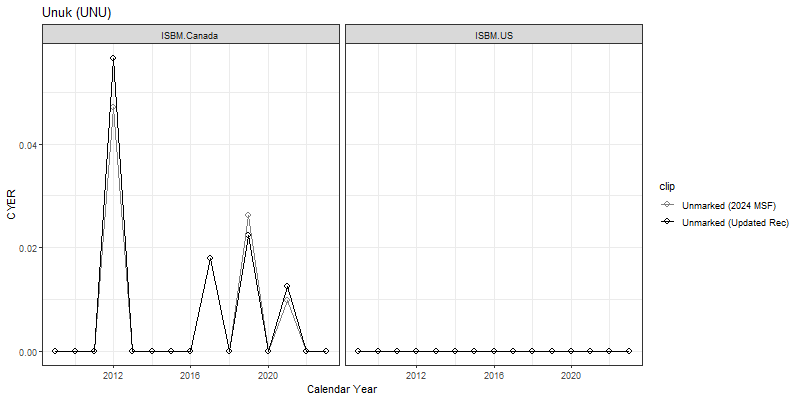 Unuk (UNU)
ISBM.Canada
ISBM.US
CYER
0.04
0.02
0.00
2012
2016
2020
2012
2016
2020
Calendar Year
clip
Unmarked (2024 MSF)
Unmarked (Updated Rec)